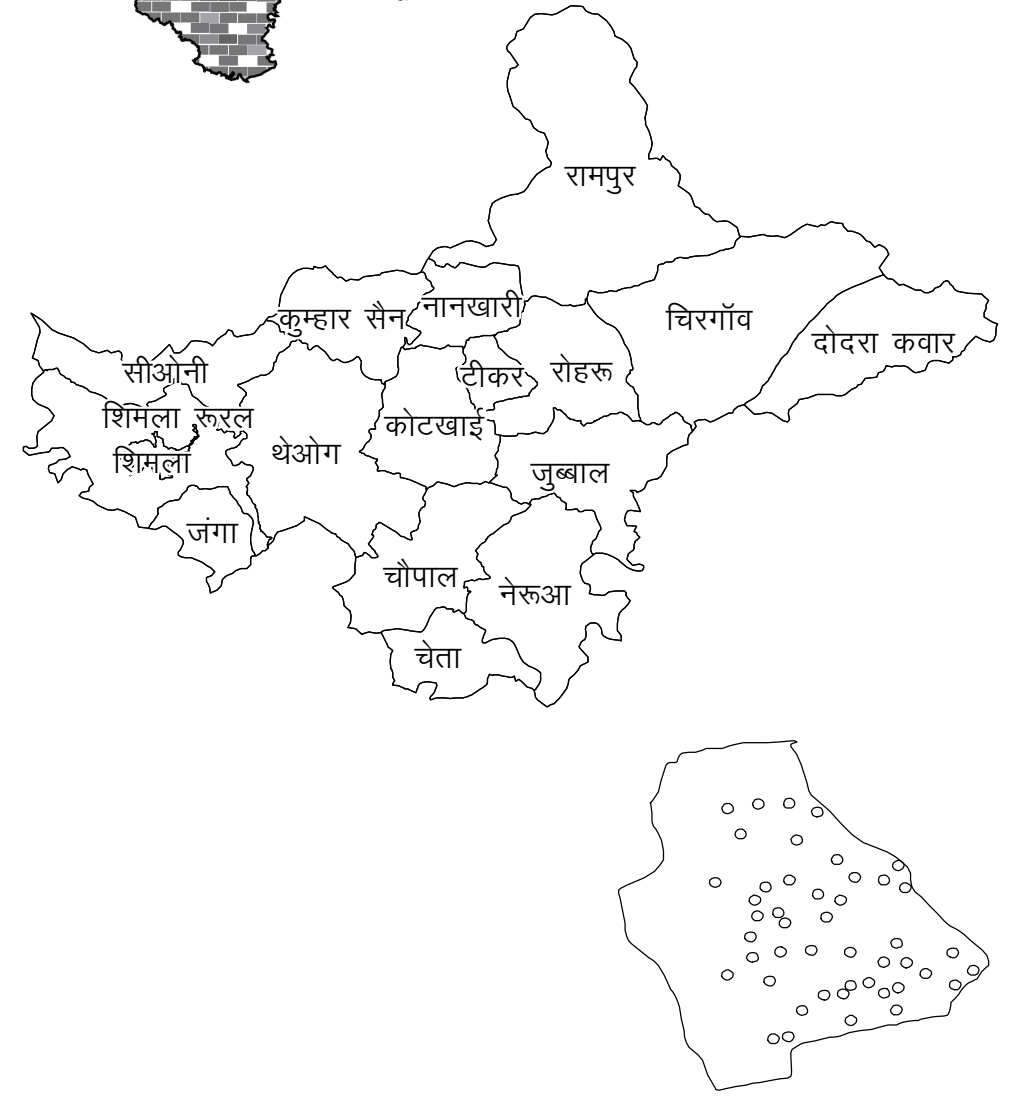 रामपुर
नानखारी
कुम्हार सैन
चिरगॉव
दोदरा कवार
सीओनी
टीकर
रोहरू
शिमला रूरल
कोटखाई
थेओग
शिमला
जुब्बाल
जंगा
चौपाल
नेरूआ
चेता